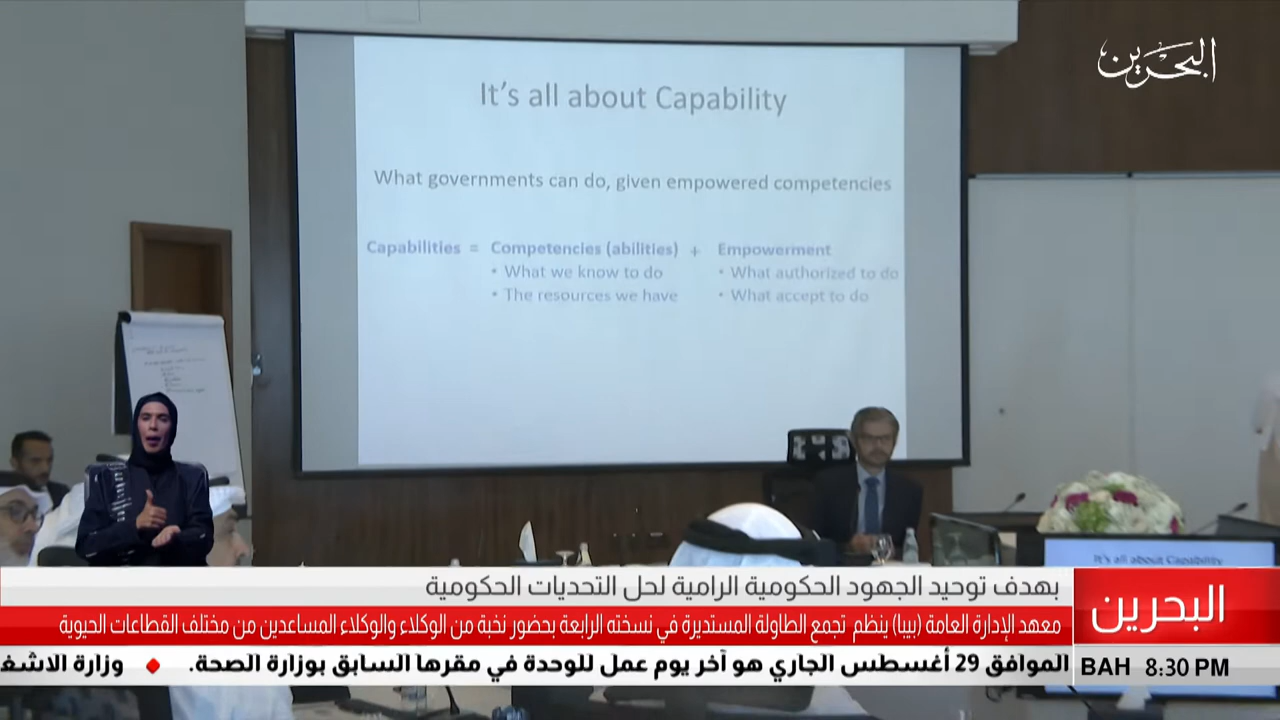 البحرين
It's all about Capability
What governments can do, given empowered competencies
Capabilities = Competencies (abilities) + Empowerment
• What we know to do • What authorized to do
• The resources we have • What accept to do
It's all about Capability
بهدف توحيد الجهود الحكومية الرامية لحل التحديات الحكومية
البحرين
معهد الإدارة العامة (بيبا) ينظم تجمع الطاولة المستديرة في نسخته الرابعة بحضور نخبة من الوكلاء والوكلاء المساعدين من مختلف القطاعات الحيوية
الموافق 29 أغسطس الجاري هو آخر يوم عمل للوحدة في مقرها السابق بوزارة الصحة. ♦ وزارة الاشغ
BAH 8:30 PM